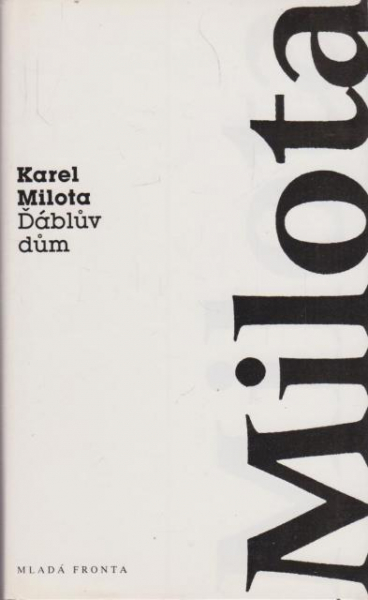 Karel
Milota
Ďáblův
dům
Milota
MLADÁ FRONTA